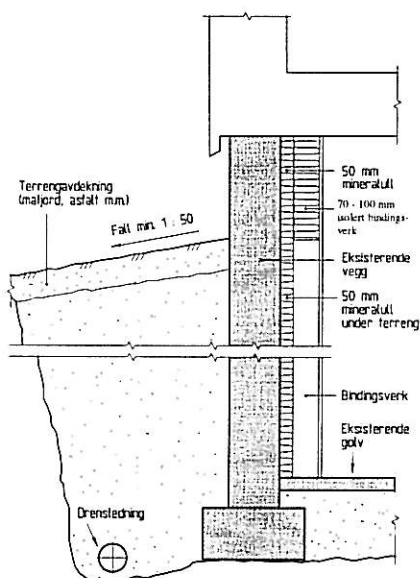 Terrengavdekning
(matjord, asfalt m.m.)
Fall min. 1 : 50
50 mm
mineralull
70 - 100 mm
isolert bindings-
verk
Eksisterende
vegg
50 mm
mineralull
under terreng
Bindingsverk
Eksisterende
golv
Drensledning